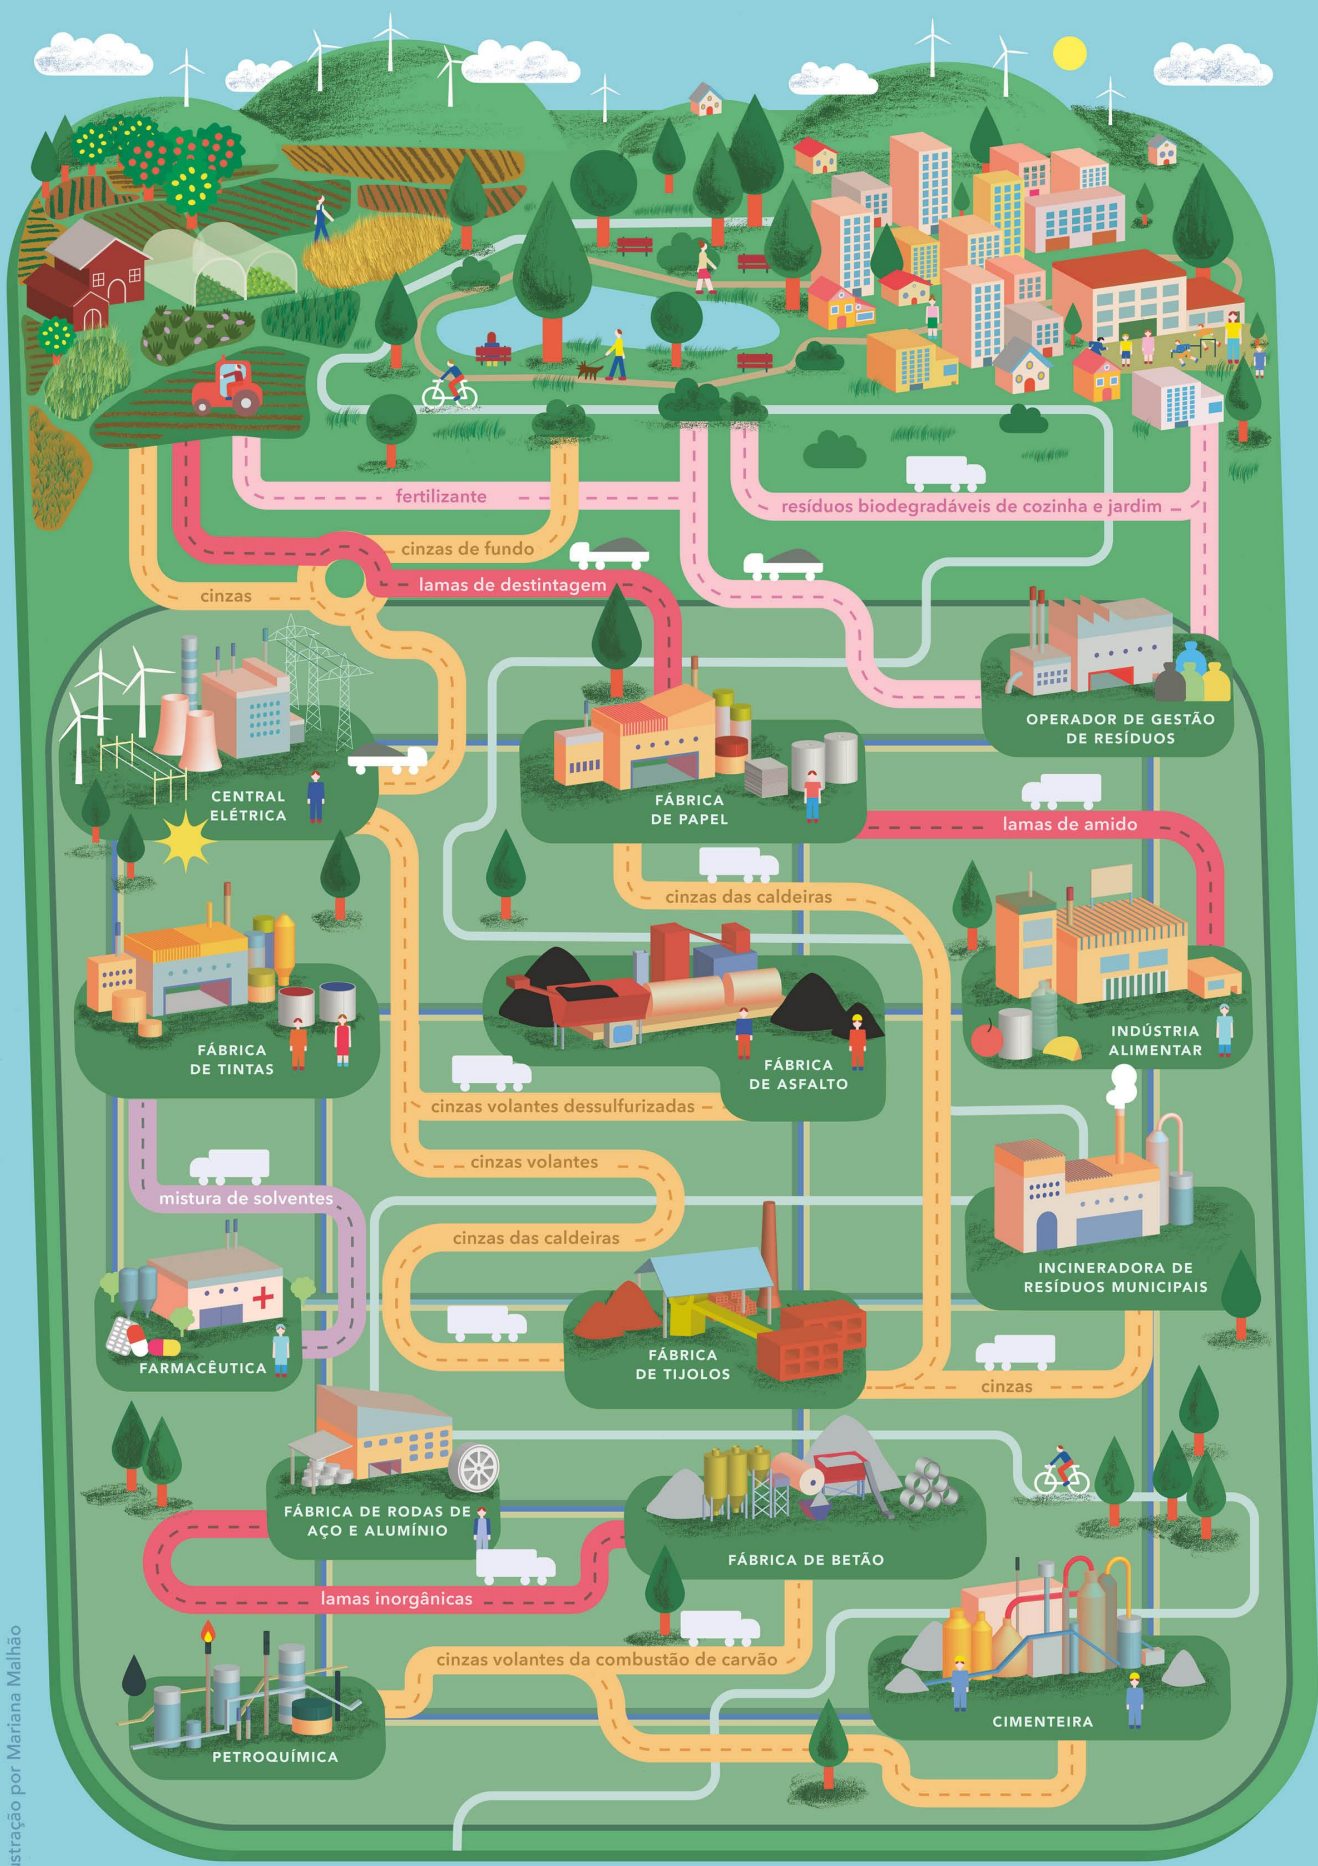 fertilizante
resíduos biodegradáveis de cozinha e jardim
cinzas de fundo
lamas de destintagem
cinzas
OPERADOR DE GESTÃO
DE RESÍDUOS
CENTRAL
ELÉTRICA
FÁBRICA
DE PAPEL
lamas de amido
cinzas das caldeiras
FÁBRICA
DE TINTAS
FÁBRICA
DE ASFALTO
INDÚSTRIA
ALIMENTAR
cinzas volantes dessulfurizadas
cinzas volantes
mistura de solventes
cinzas das caldeiras
INCINERADORA DE
RESÍDUOS MUNICIPAIS
FARMACÊUTICA
FÁBRICA
DE TIJOLOS
cinzas
FÁBRICA DE RODAS DE
AÇO E ALUMÍNIO
FÁBRICA DE BETÃO
lamas inorgânicas
cinzas volantes da combustão de carvão
CIMENTEIRA
PETROQUÍMICA
ustração por Mariana Malhão